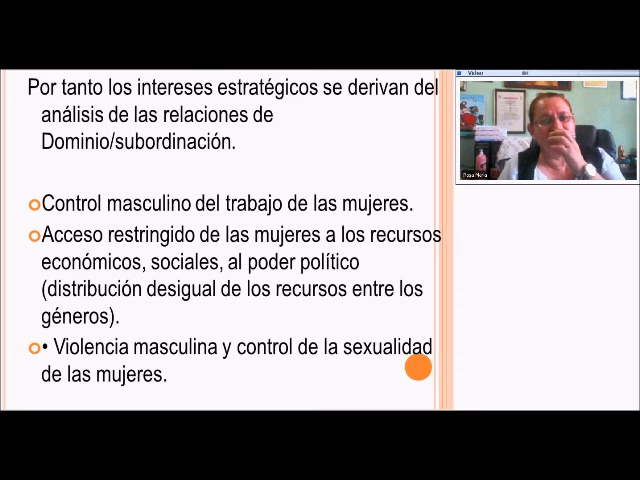 Por tanto los intereses estratégicos se derivan del
análisis de las relaciones de
Dominio/subordinación.
Control masculino del trabajo de las mujeres.
Acceso restringido de las mujeres a los recursos
económicos, sociales, al poder político
(distribución desigual de los recursos entre los
géneros).
• Violencia masculina y control de la sexualidad
de las mujeres.
Video